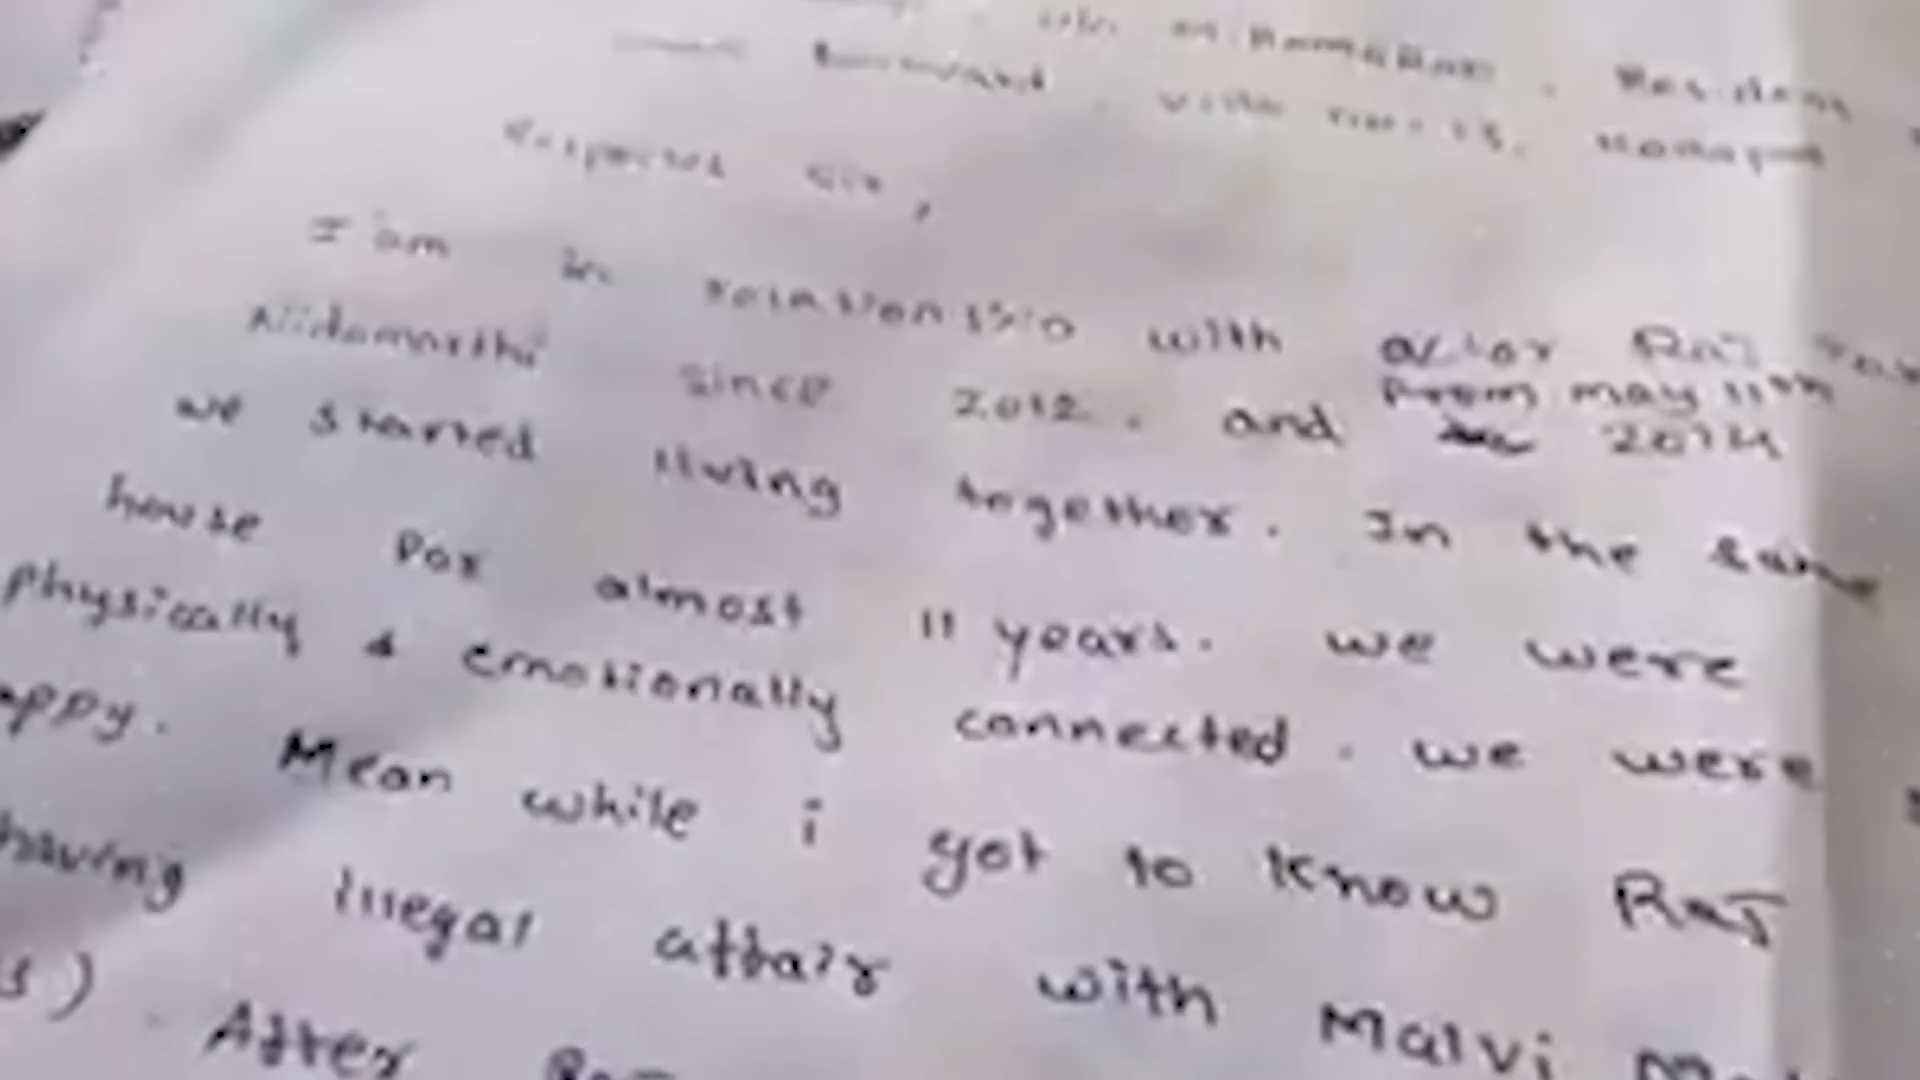 Respected Sir,
I am in relationship with actor Raj
Nidamarthi since 2012. and From may 11th 2014
we started living together. In the same
house for almost 11 years. we were
physically & emotionally connected. we were
appy. Mean while i got to know Raj
having illegal affair with Malvi
s). After